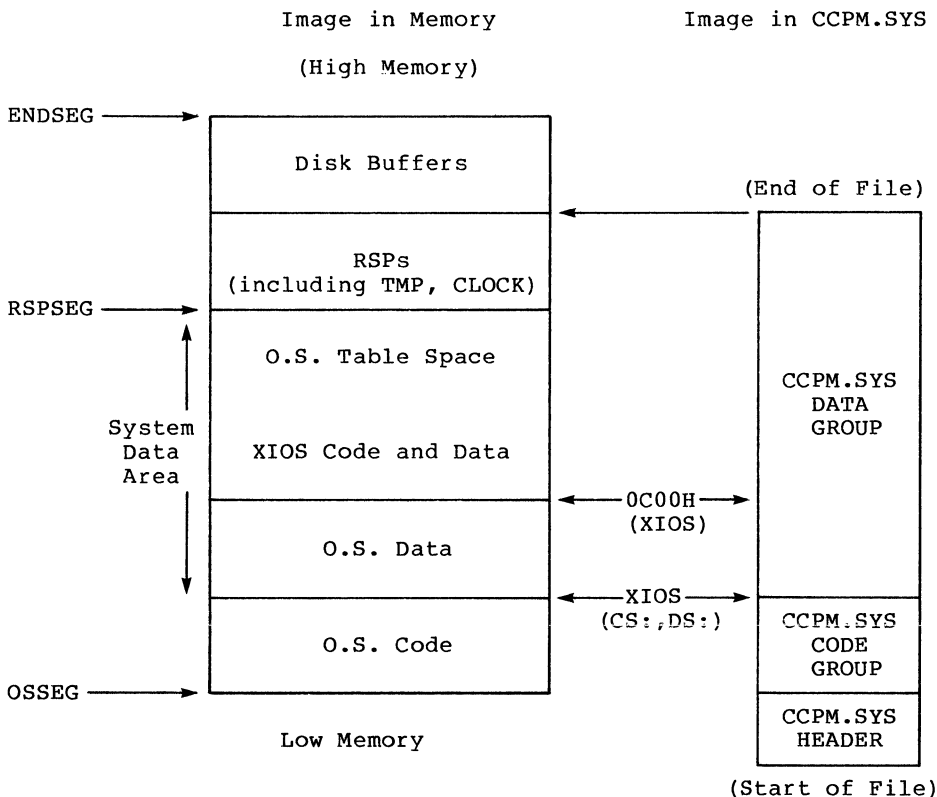 Image in Memory
Image in CCPM.SYS
(High Memory)
ENDSEG
Disk Buffers
(End of File)
RSPs
(including TMP, CLOCK)
RSPSEG
O.S. Table Space
CCPM.SYS
DATA
GROUP
System
Data
Area
XIOS Code and Data
0C00H
(XIOS)
O.S. Data
XIOS
(CS:,DS:)
CCPM.SYS
CODE
GROUP
O.S. Code
OSSEG
CCPM.SYS
HEADER
Low Memory
(Start of File)